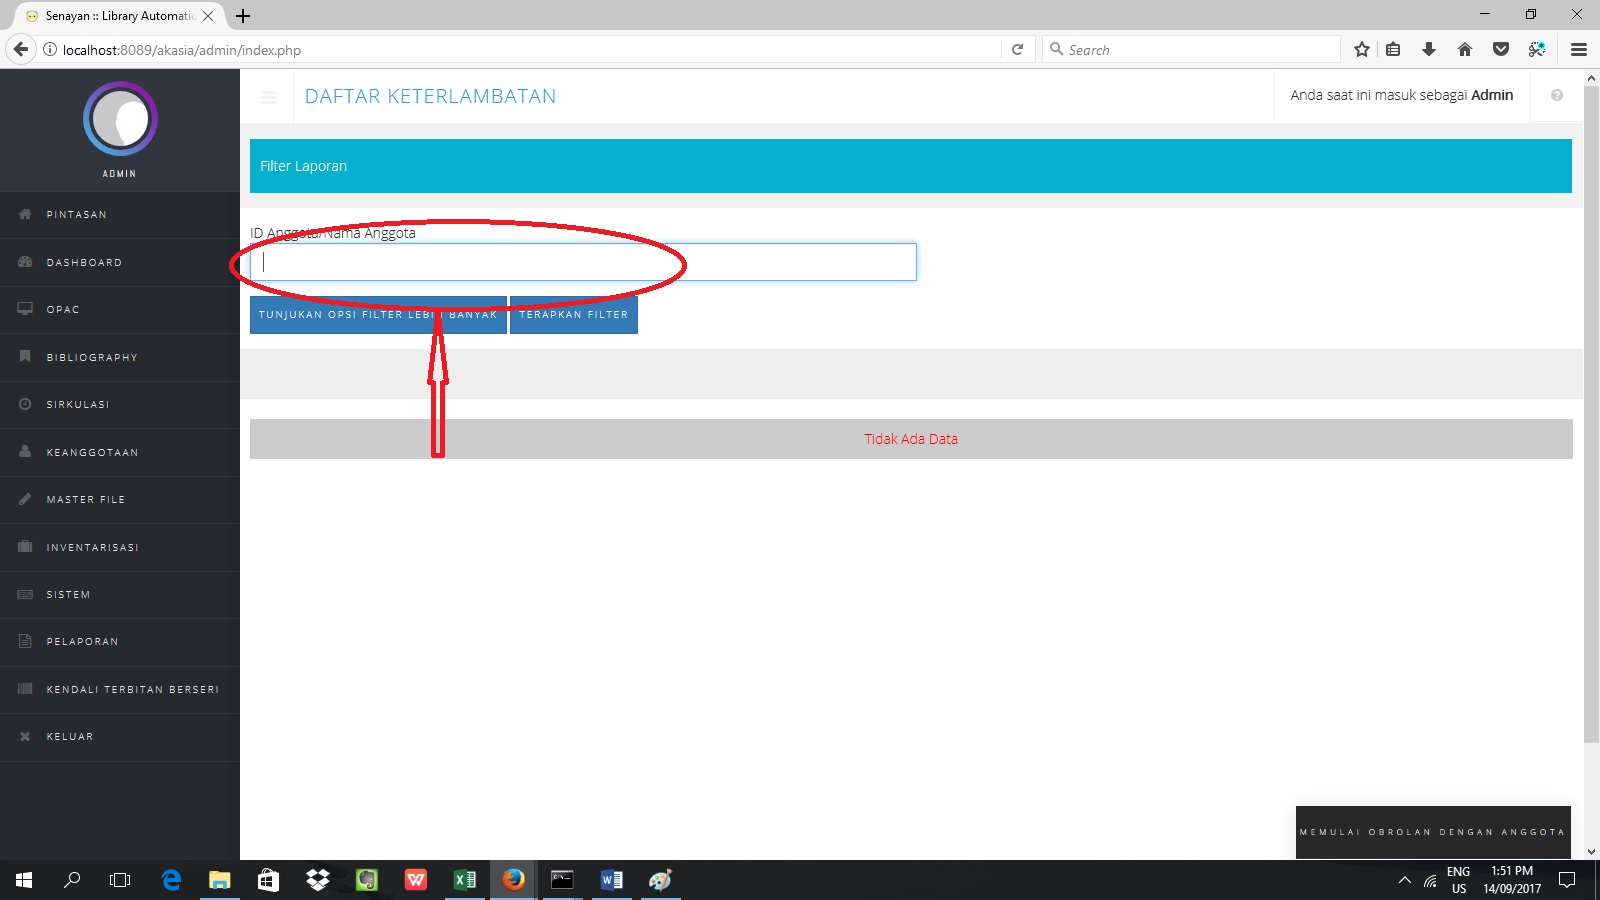 Senayan :: Library Automatic
localhost:8089/akasia/admin/index.php
Search
ADMIN
PINTASAN
DASHBOARD
OPAC
BIBLIOGRAPHY
SIRKULASI
KEANGGOTAAN
MASTER FILE
INVENTARISASI
SISTEM
PELAPORAN
KENDALI TERBITAN BERSERI
KELUAR
DAFTAR KETERLAMBATAN
Anda saat ini masuk sebagai Admin
Filter Laporan
ID Anggota/Nama Anggota
TUNJUKAN OPSI FILTER LEBIH BANYAK
TERAPKAN FILTER
Tidak Ada Data
MEMULAI OBROLAN DENGAN ANGGOTA
ENG
US
1:51 PM
14/09/2017